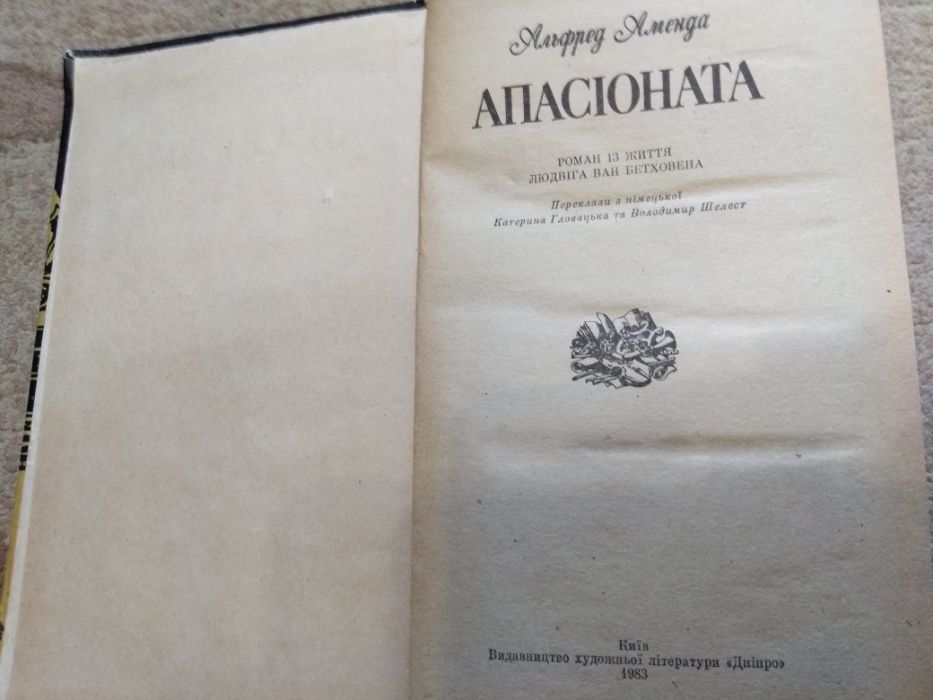 Альфред Аменда
АПАСІОНАТА
РОМАН ІЗ ЖИТТЯ
ЛЮДВІГА ВАН БЕТХОВЕНА
Переклали з німецької
Катерина Гловацька та Володимир Шелест
Київ
Видавництво художньої літератури «Дніпро»
1983